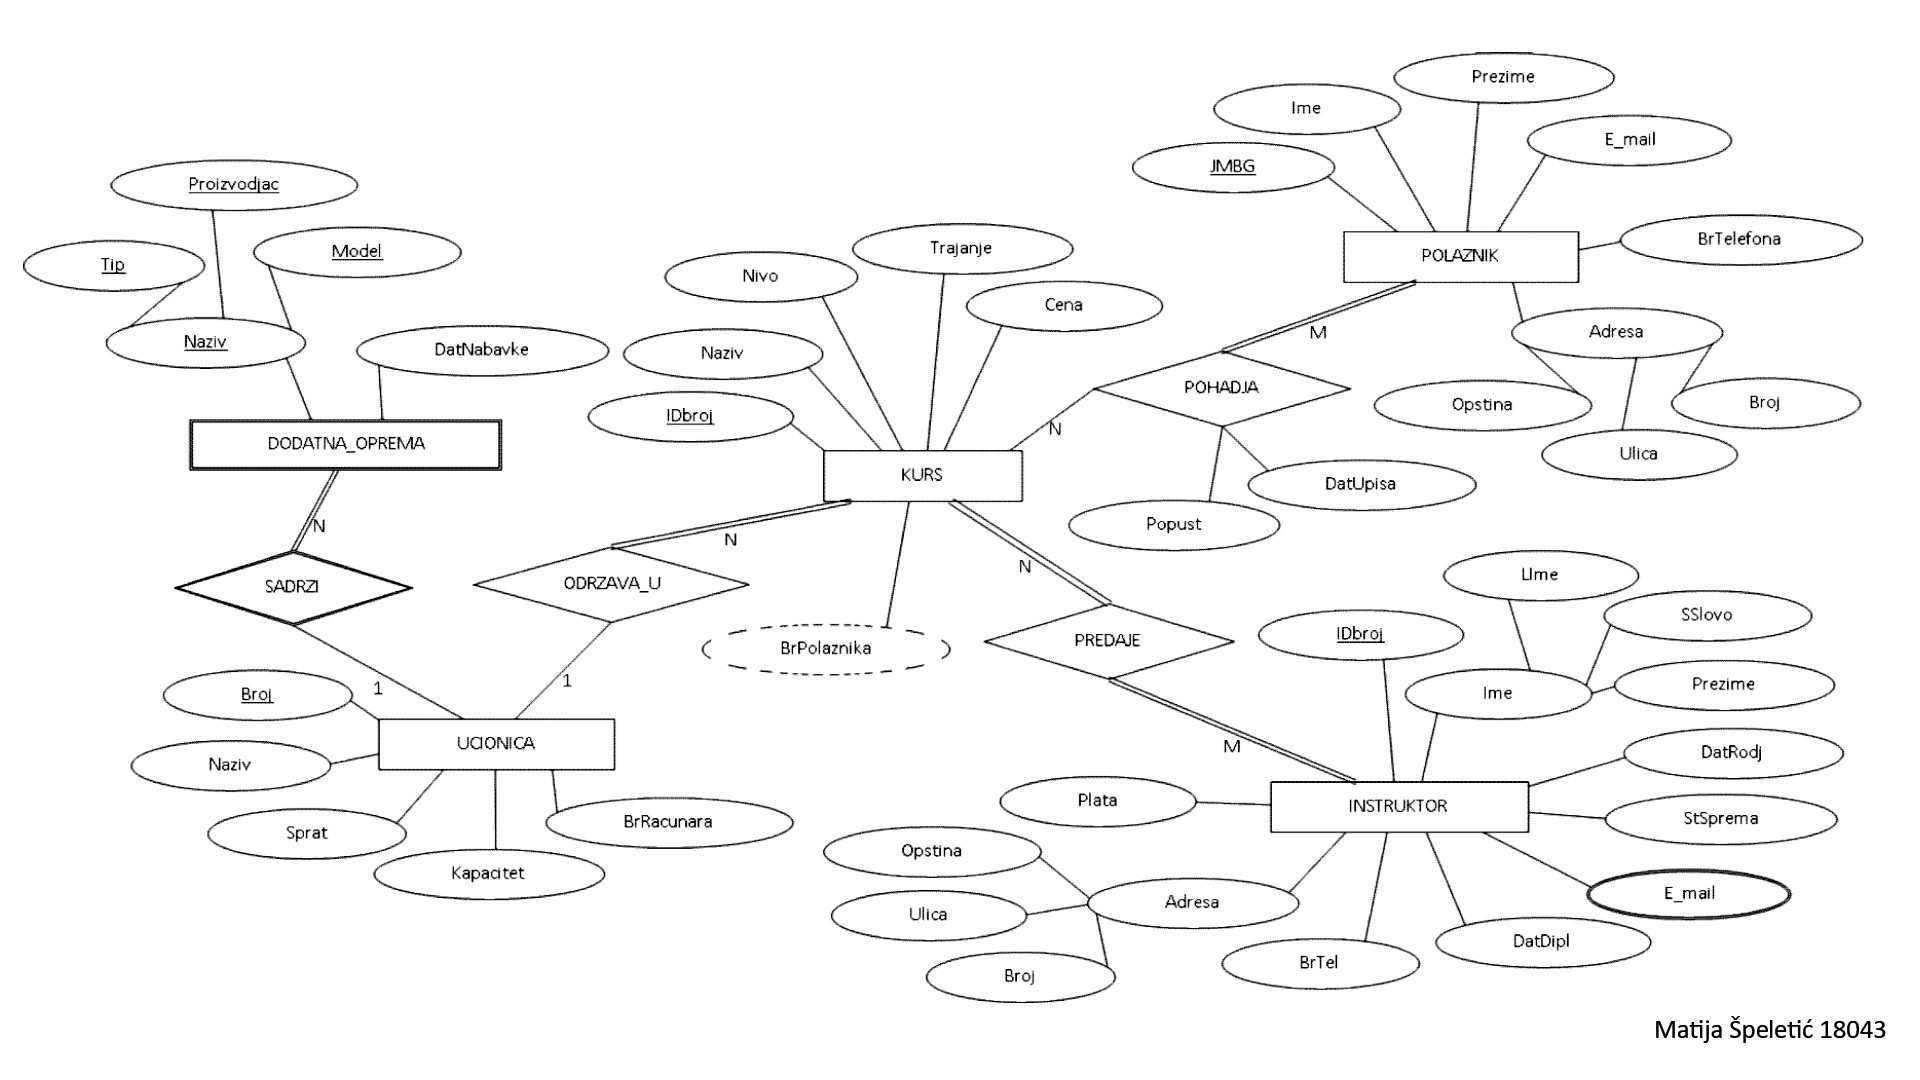 Prezime
Ime
E_mail
JMBG
Proizvodjac
BrTelefona
Trajanje
Model
POLAZNIK
Tip
Nivo
Cena
M
Adresa
Naziv
DatNabavke
Naziv
POHADJA
Opstina
Broj
IDbroj
N
DODATNA_OPREMA
Ulica
KURS
DatUpisa
Popust
N
N
N
LIme
SADRZI
ODRZAVA_U
SSlovo
IDbroj
PREDAJE
BrPolaznika
1
1
Broj
Ime
Prezime
UCIONICA
M
DatRodj
Naziv
Plata
INSTRUKTOR
StSprema
BrRacunara
Sprat
Opstina
Kapacitet
E_mail
Adresa
Ulica
DatDipl
BrTel
Broj
Matija Špeletić 18043